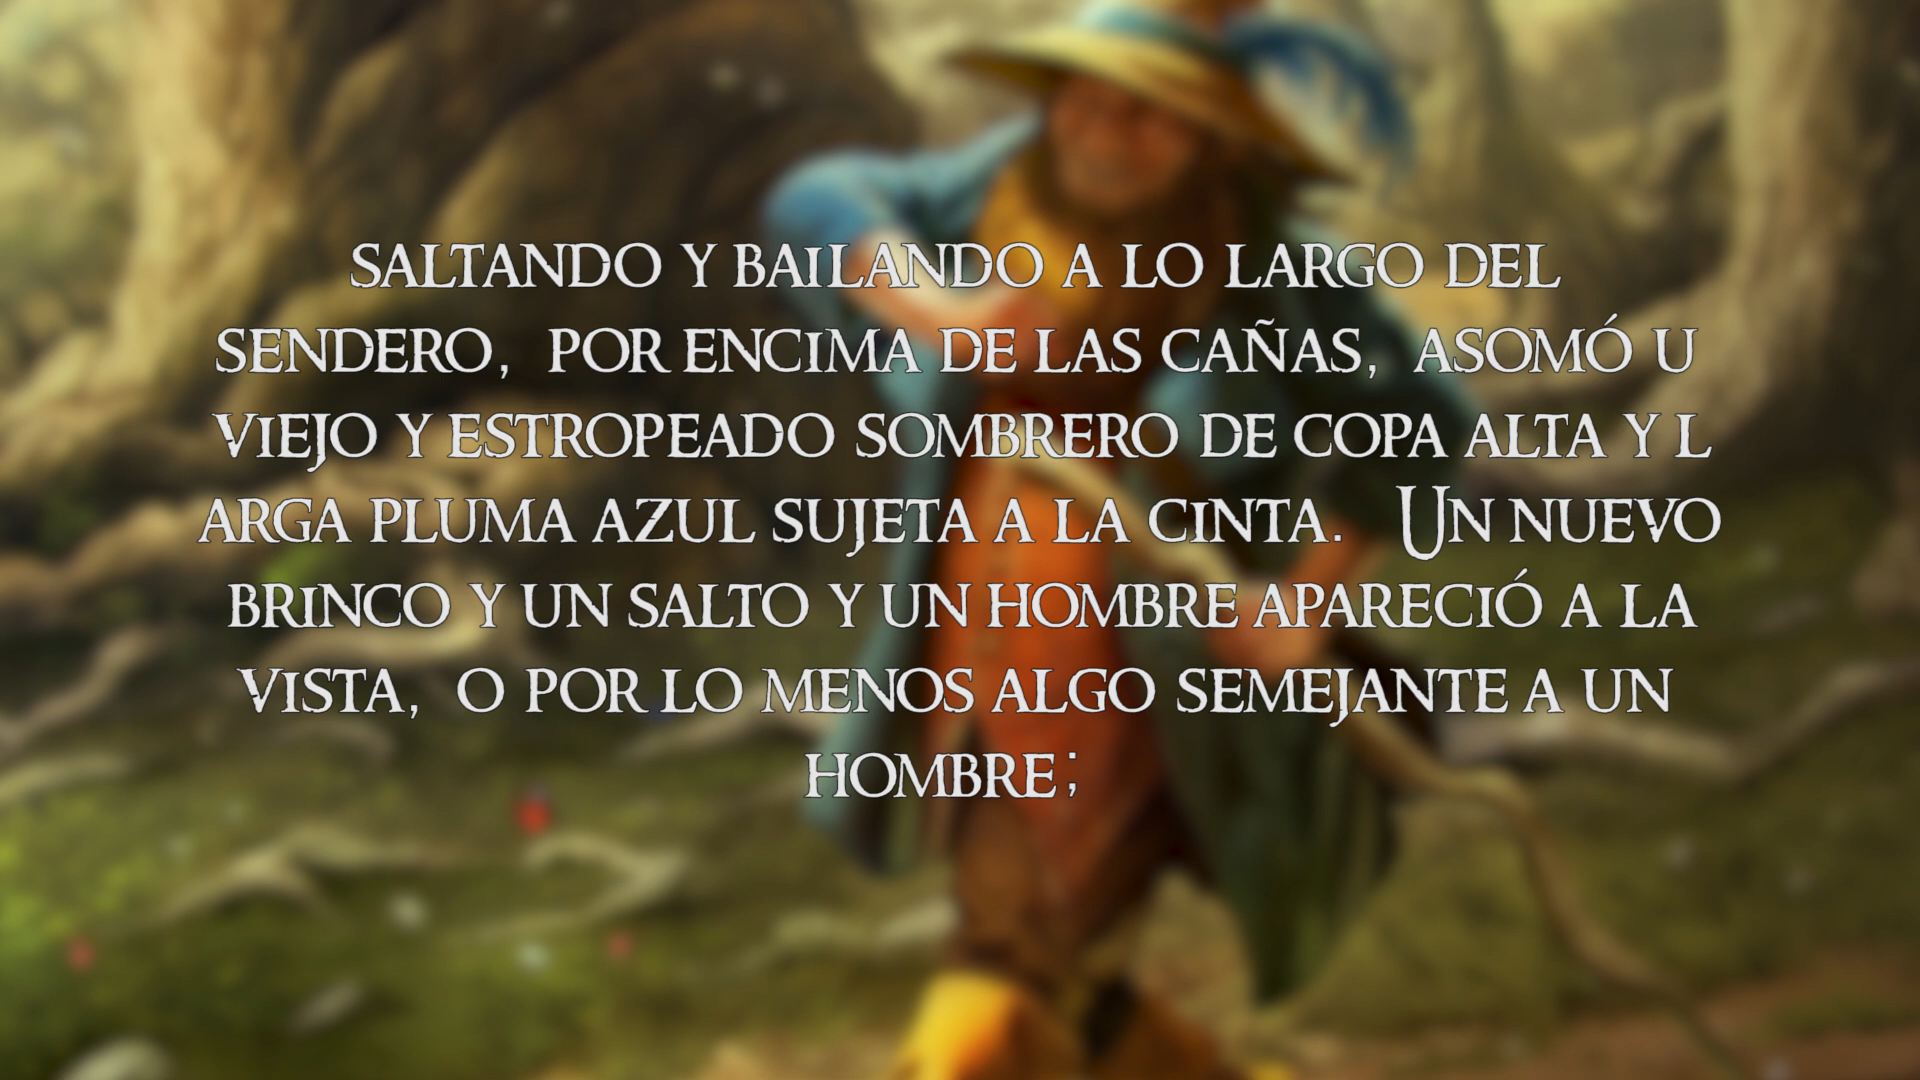 saltando y bailando a lo largo del
sendero, por encima de las cañas, asomó u
viejo y estropeado sombrero de copa alta y l
arga pluma azul sujeta a la cinta. Un nuevo
brinco y un salto y un hombre apareció a la
vista, o por lo menos algo semejante a un
hombre;